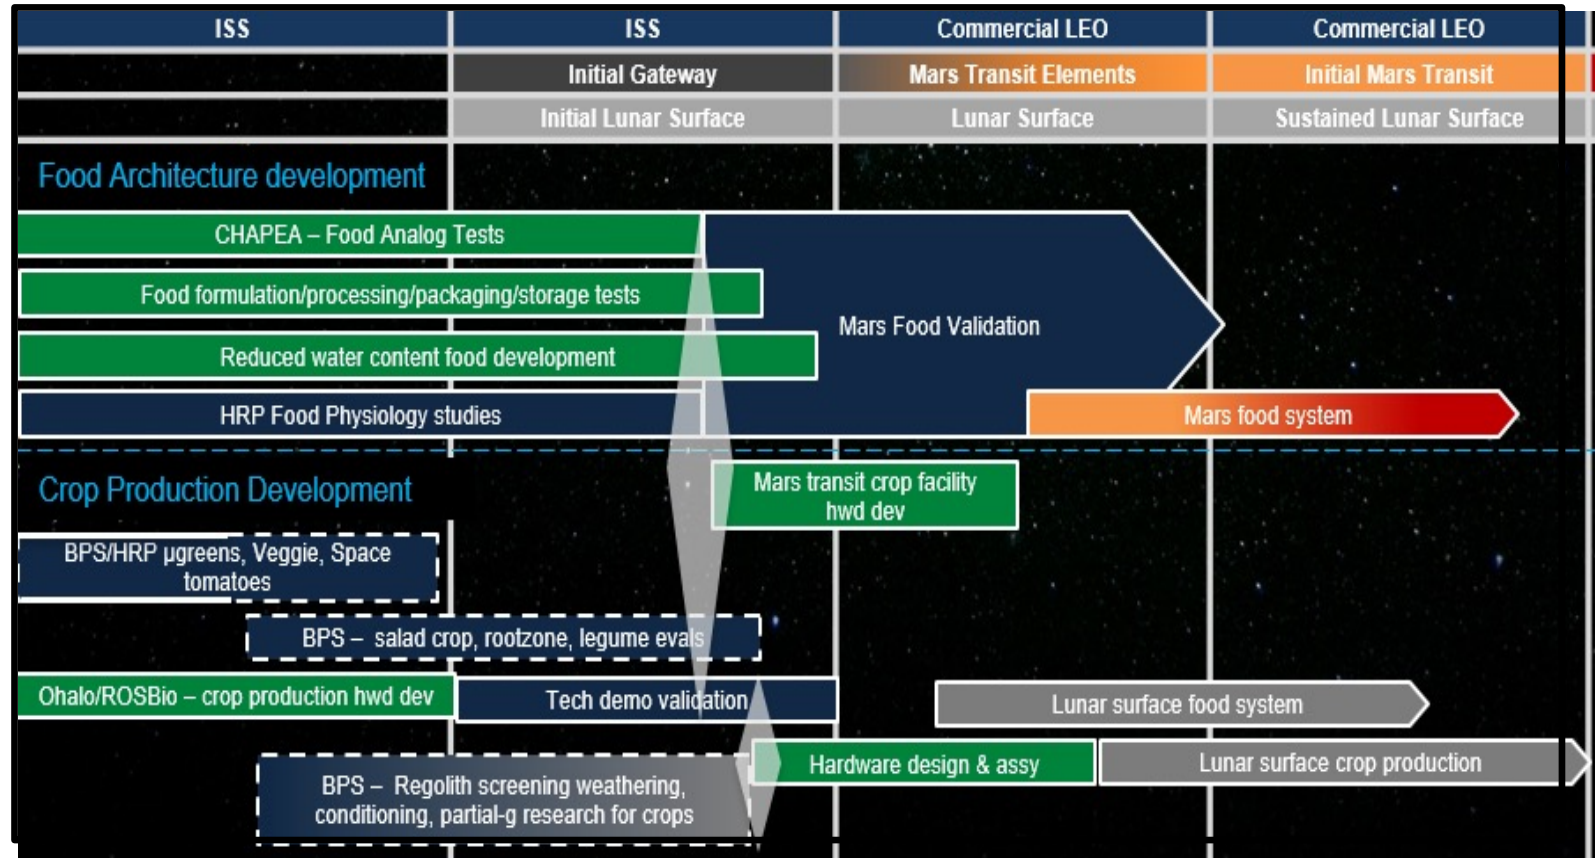 ISS
ISS
Commercial LEO
Commercial LEO
Initial Gateway
Mars Transit Elements
Initial Mars Transit
Initial Lunar Surface
Lunar Surface
Sustained Lunar Surface
Food Architecture development
CHAPEA – Food Analog Tests
Food formulation/processing/packaging/storage tests
Mars Food Validation
Reduced water content food development
HRP Food Physiology studies
Mars food system
Crop Production Development
Mars transit crop facility
hwd dev
BPS/HRP µgreens, Veggie, Space
tomatoes
BPS – salad crop, rootzone, legume evals
Ohalo/ROSBio – crop production hwd dev
Tech demo validation
Lunar surface food system
Hardware design & assy
Lunar surface crop production
BPS – Regolith screening weathering,
conditioning, partial-g research for crops